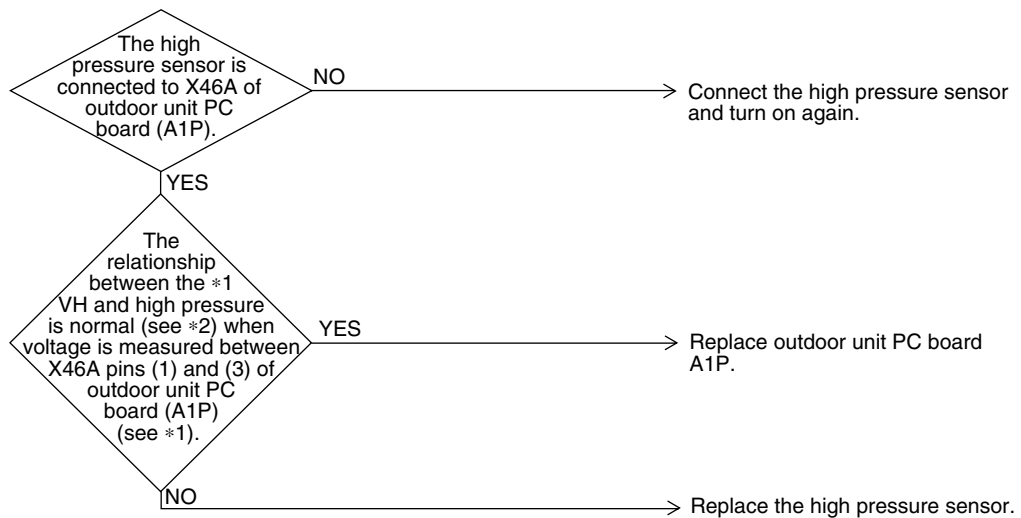 The high
pressure sensor is
connected to X46A of
outdoor unit PC
board (A1P).
NO
Connect the high pressure sensor
and turn on again.
YES
The
relationship
between the *1
VH and high pressure
is normal (see *2) when
voltage is measured between
X46A pins (1) and (3) of
outdoor unit PC
board (A1P)
(see *1).
YES
Replace outdoor unit PC board
A1P.
NO
Replace the high pressure sensor.